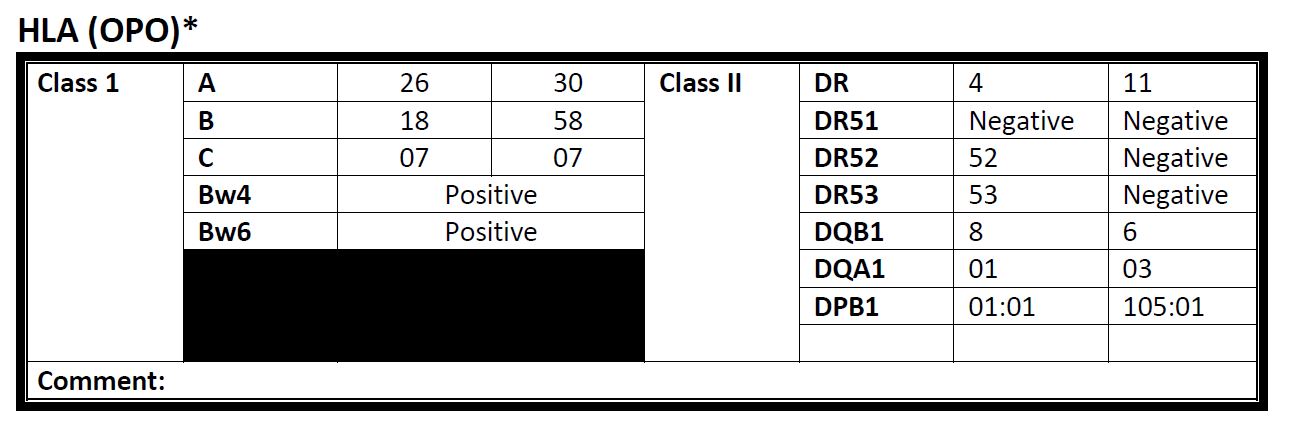 HLA (OPO)*
Class 1 A 26 30 Class II DR 4 11
B 18 58 DR51 Negative Negative
C 07 07 DR52 52 Negative
Bw4 Positive DR53 53 Negative
Bw6 Positive DQB1 8 6
DQA1 01 03
DPB1 01:01 105:01
Comment: